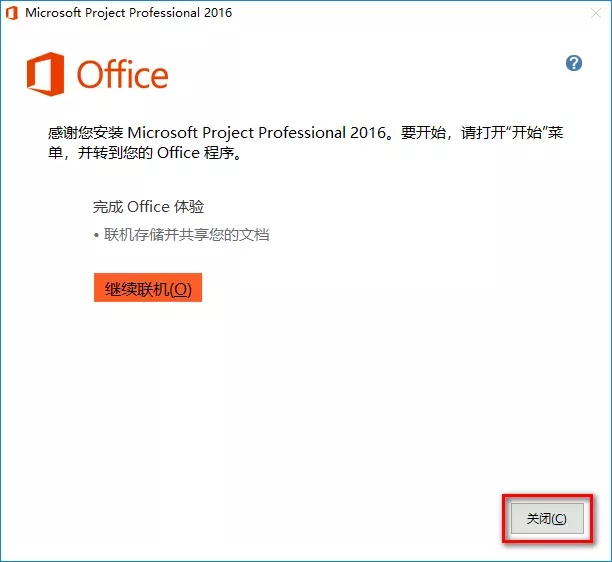 Microsoft Project Professional 2016
Office
?
感谢您安装 Microsoft Project Professional 2016。要开始，请打开“开始”菜
单，并转到您的 Office 程序。
完成 Office 体验
• 联机存储并共享您的文档
继续联机(O)
关闭(C)